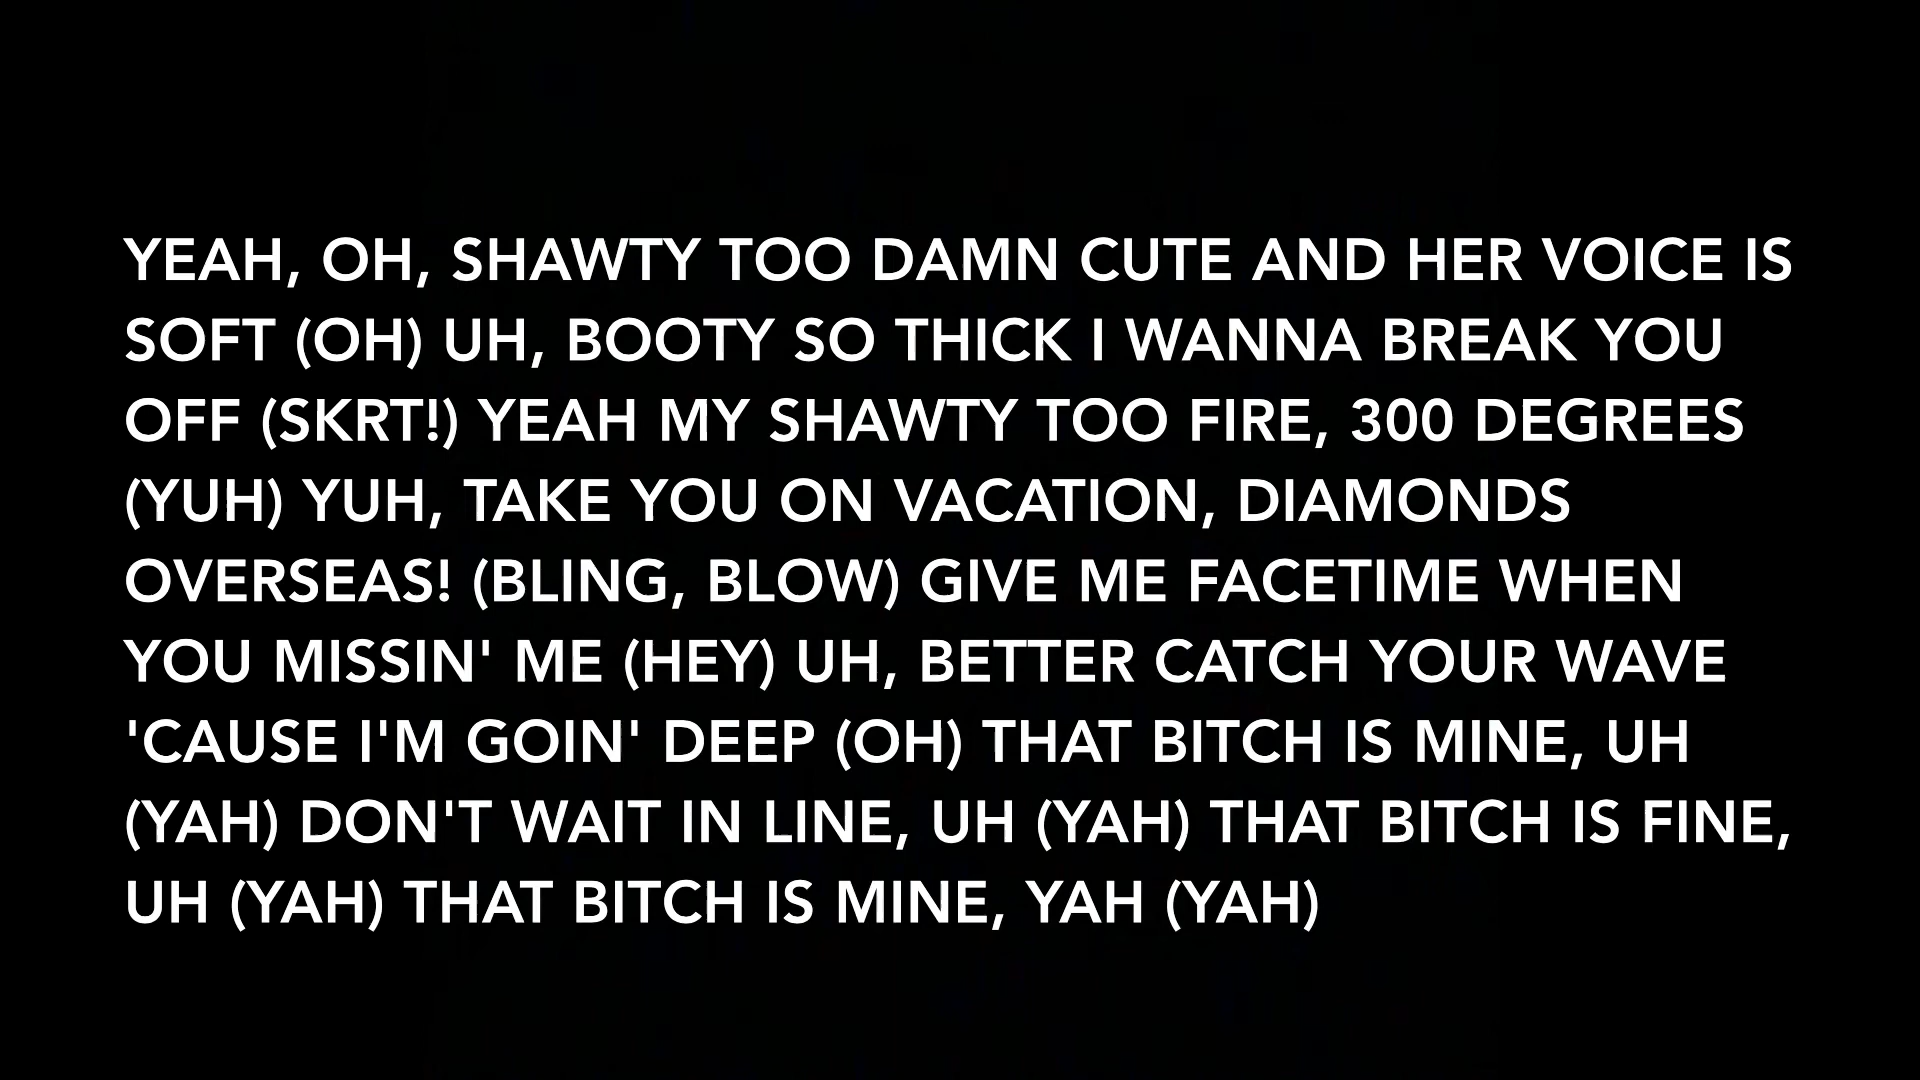 YEAH, OH, SHAWTY TOO DAMN CUTE AND HER VOICE IS
SOFT (OH) UH, BOOTY SO THICK I WANNA BREAK YOU
OFF (SKRT!) YEAH MY SHAWTY TOO FIRE, 300 DEGREES
(YUH) YUH, TAKE YOU ON VACATION, DIAMONDS
OVERSEAS! (BLING, BLOW) GIVE ME FACETIME WHEN
YOU MISSIN' ME (HEY) UH, BETTER CATCH YOUR WAVE
'CAUSE I'M GOIN' DEEP (OH) THAT BITCH IS MINE, UH
(YAH) DON'T WAIT IN LINE, UH (YAH) THAT BITCH IS FINE,
UH (YAH) THAT BITCH IS MINE, YAH (YAH)